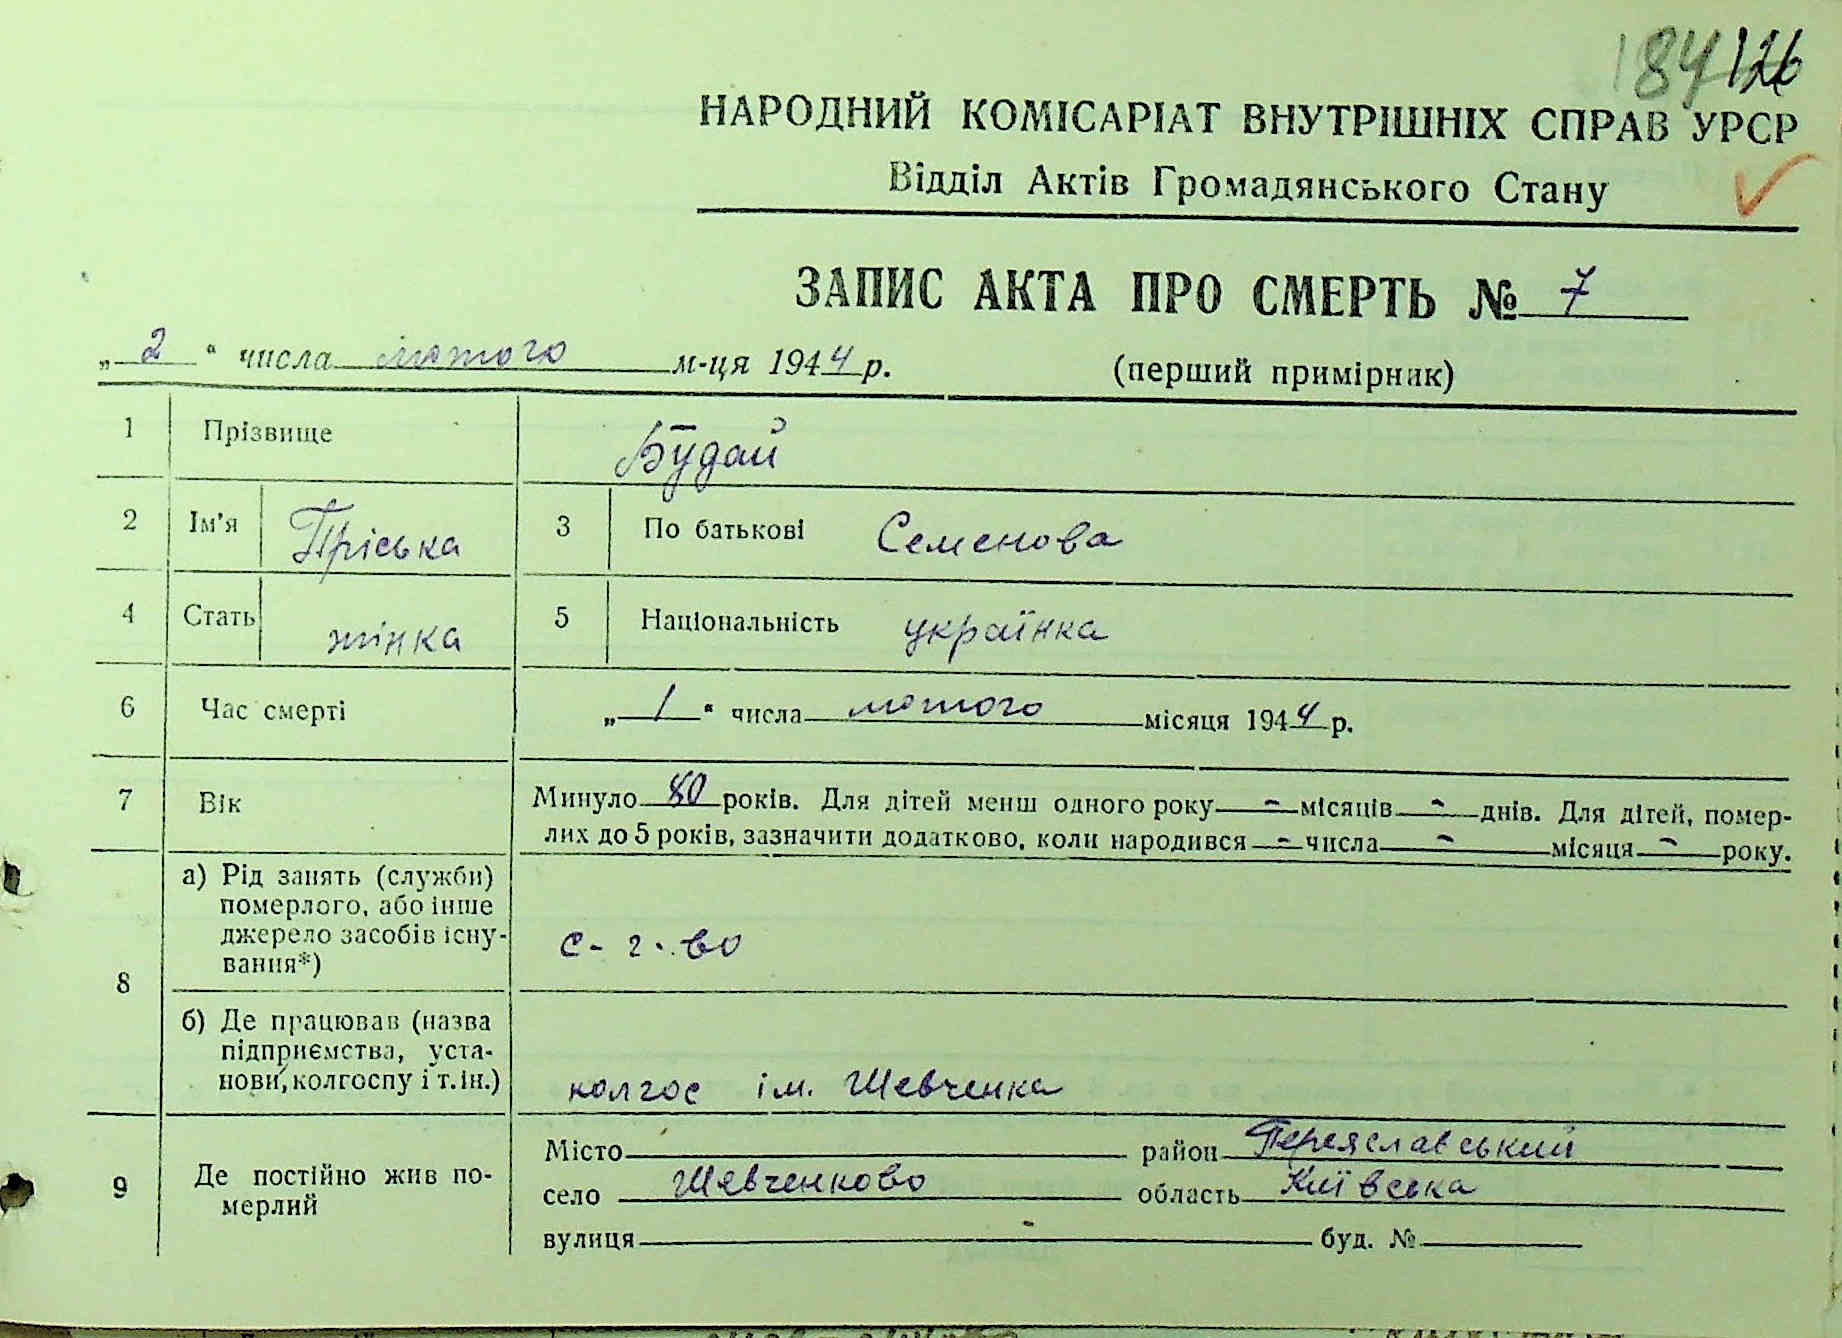 184 126
НАРОДНИЙ КОМІСАРІАТ ВНУТРІШНІХ СПРАВ УРСР
Відділ Актів Громадянського Стану
ЗАПИС АКТА ПРО СМЕРТЬ № 7
„ 2 “ числа лютого м-ця 1944 р. (перший примірник)
1 Прізвище Будай
2 Ім'я Пріська 3 По батькові Семенова
4 Стать жінка 5 Національність українка
6 Час смерті „ 1 “ числа лютого місяця 1944 р.
7 Вік Минуло 80 років. Для дітей менш одного року - місяців - днів. Для дітей, помер-
лих до 5 років, зазначити додатково, коли народився - числа - місяця - року.
8 а) Рід занять (служби)
померлого, або інше
джерело засобів існу-
вання*) с-г-во
б) Де працював (назва
підприємства, уста-
нови, колгоспу і т.ін.) колгос ім. Шевченка
9 Де постійно жив по-
мерлий
Місто район Переяславський
село Шевченково область Київська
вулиця буд. №